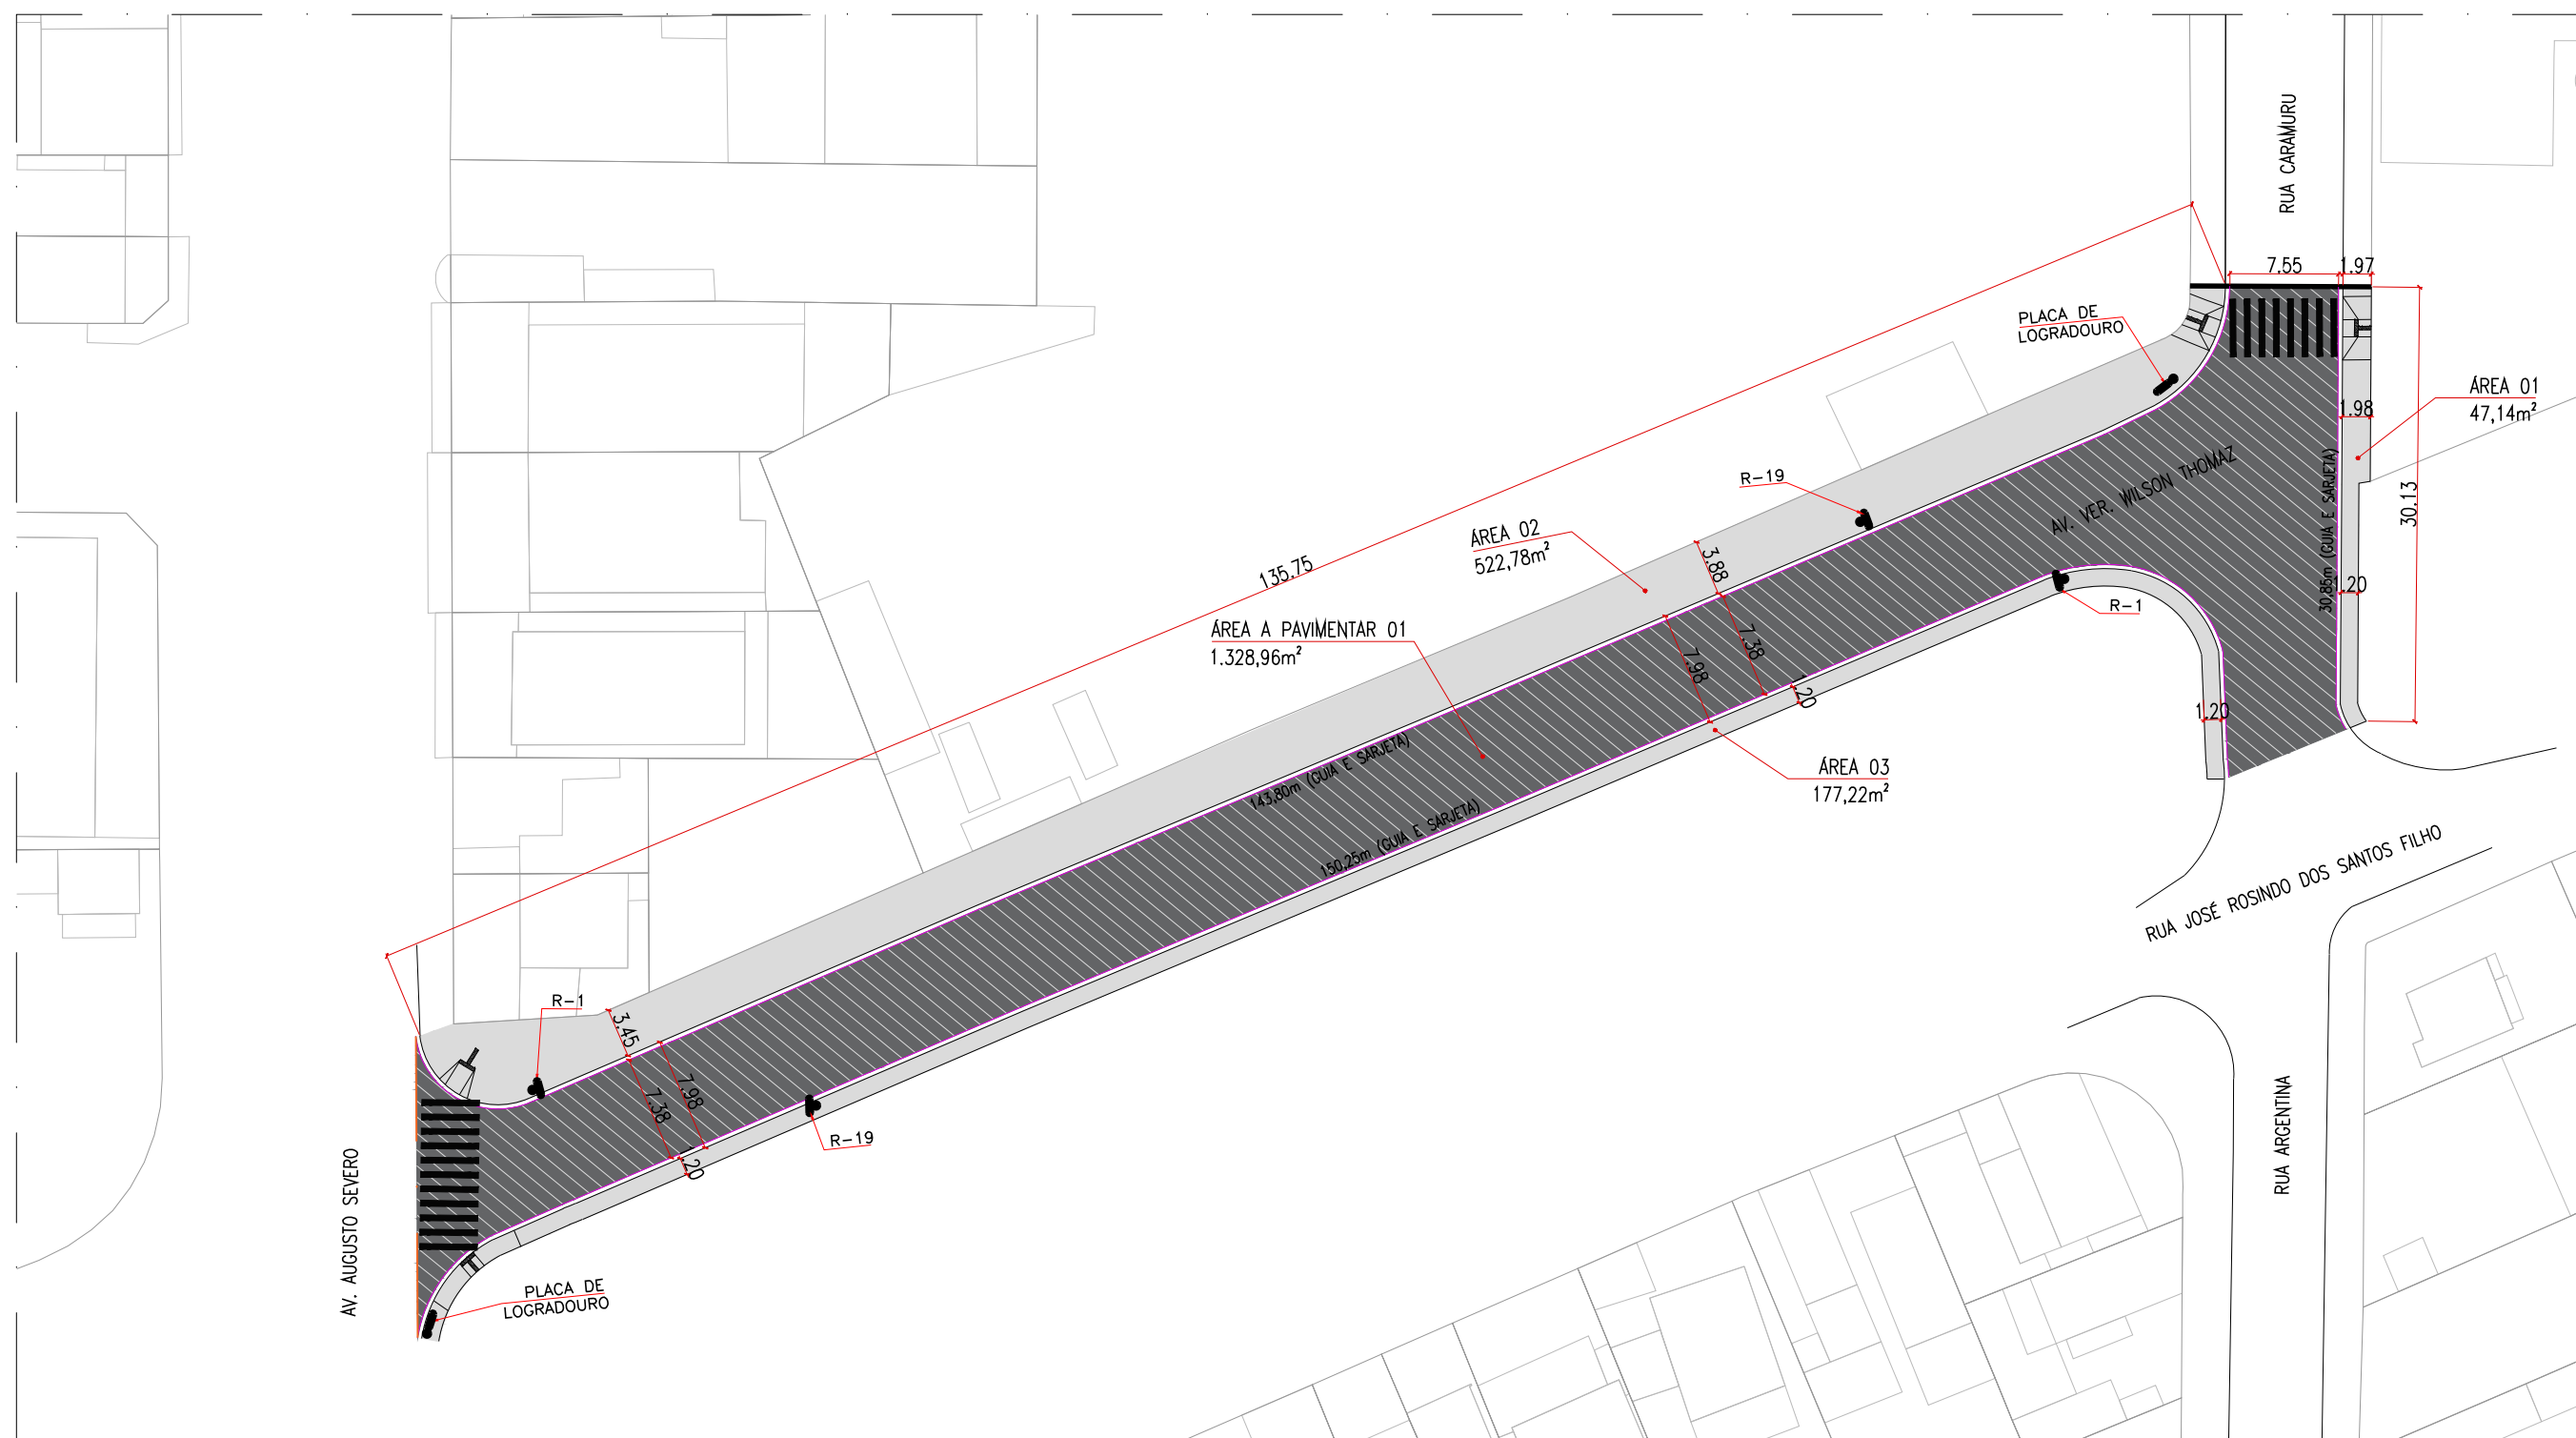 RUA CARAMURU
7.55
1.97
PLACA DE
LOGRADOURO
ÁREA 01
47,14m²
1.98
AV. VER. WILSON THOMAZ
30,85m (GUIA E SARJETA)
30.13
R-19
ÁREA 02
522,78m²
3.88
135.75
1.20
R-1
ÁREA A PAVIMENTAR 01
1.328,96m²
7.38
7.98
1.20
1.20
143,80m (GUIA E SARJETA)
ÁREA 03
177,22m²
150,25m (GUIA E SARJETA)
RUA JOSÉ ROSINDO DOS SANTOS FILHO
R-1
3.45
7.98
7.38
R-19
1.20
AV. AUGUSTO SEVERO
RUA ARGENTINA
PLACA DE
LOGRADOURO